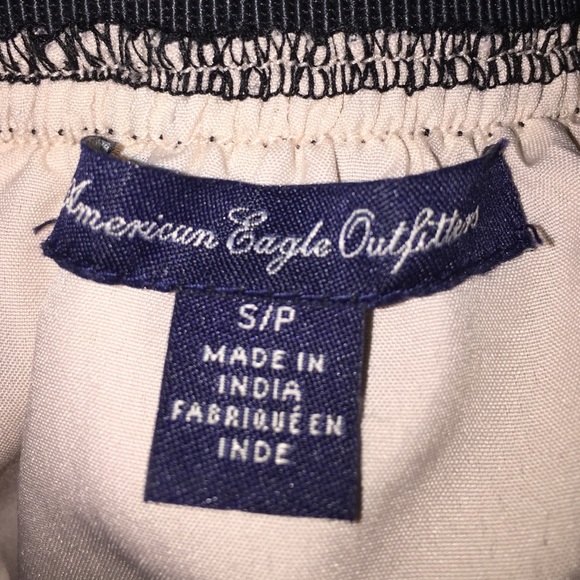 American Eagle Outfitters
S/P
MADE IN
INDIA
FABRIQUÉ EN
INDE